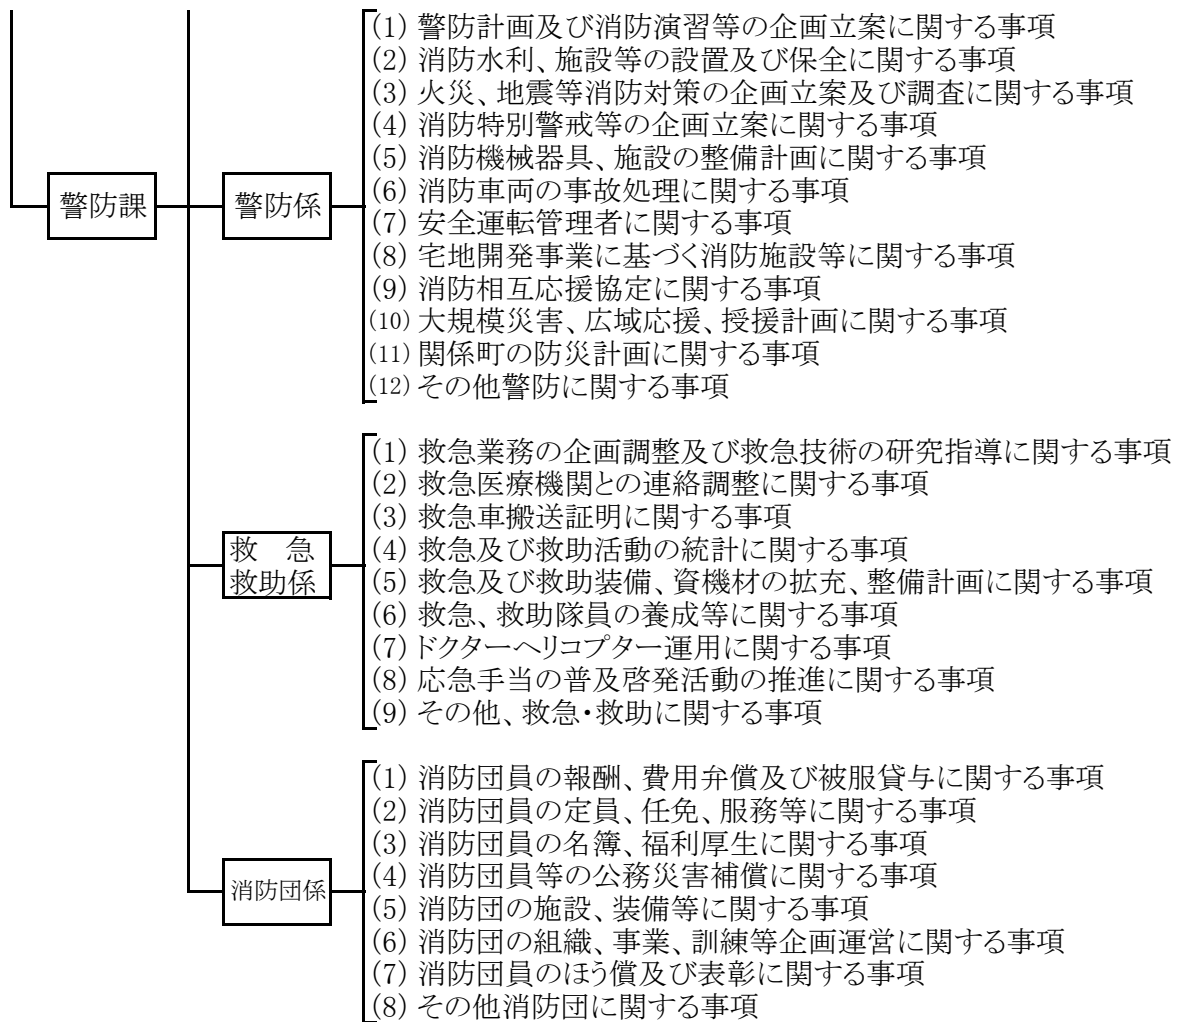 警防課
警防係
(1) 警防計画及び消防演習等の企画立案に関する事項
(2) 消防水利、施設等の設置及び保全に関する事項
(3) 火災、地震等消防対策の企画立案及び調査に関する事項
(4) 消防特別警戒等の企画立案に関する事項
(5) 消防機械器具、施設の整備計画に関する事項
(6) 消防車両の事故処理に関する事項
(7) 安全運転管理者に関する事項
(8) 宅地開発事業に基づく消防施設等に関する事項
(9) 消防相互応援協定に関する事項
(10) 大規模災害、広域応援、授援計画に関する事項
(11) 関係町の防災計画に関する事項
(12) その他警防に関する事項
救　急
救助係
(1) 救急業務の企画調整及び救急技術の研究指導に関する事項
(2) 救急医療機関との連絡調整に関する事項
(3) 救急車搬送証明に関する事項
(4) 救急及び救助活動の統計に関する事項
(5) 救急及び救助装備、資機材の拡充、整備計画に関する事項
(6) 救急、救助隊員の養成等に関する事項
(7) ドクターヘリコプター運用に関する事項
(8) 応急手当の普及啓発活動の推進に関する事項
(9) その他、救急・救助に関する事項
消防団係
(1) 消防団員の報酬、費用弁償及び被服貸与に関する事項
(2) 消防団員の定員、任免、服務等に関する事項
(3) 消防団員の名簿、福利厚生に関する事項
(4) 消防団員等の公務災害補償に関する事項
(5) 消防団の施設、装備等に関する事項
(6) 消防団の組織、事業、訓練等企画運営に関する事項
(7) 消防団員のほう償及び表彰に関する事項
(8) その他消防団に関する事項